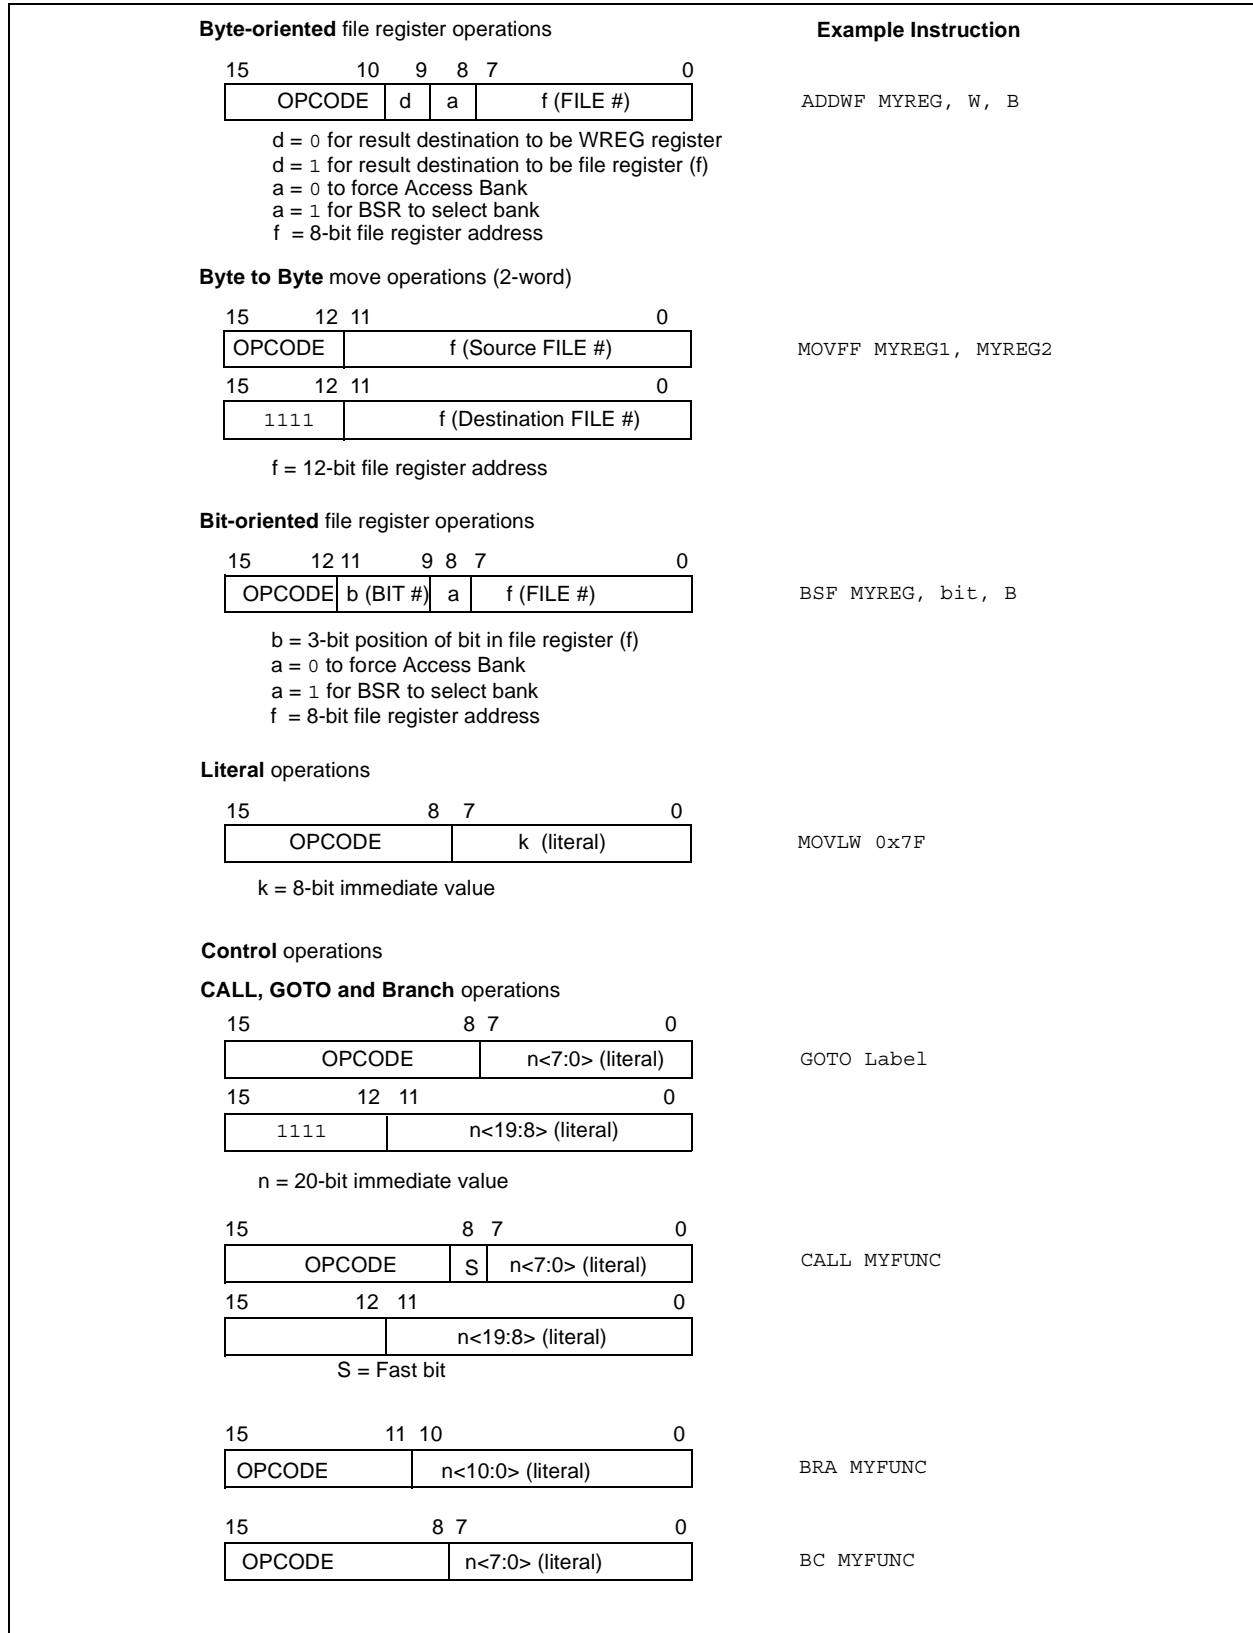 Byte-oriented file register operations Example Instruction
15 10 9 8 7 0
OPCODE d a f (FILE #) ADDWF MYREG, W, B
d = 0 for result destination to be WREG register
d = 1 for result destination to be file register (f)
a = 0 to force Access Bank
a = 1 for BSR to select bank
f = 8-bit file register address
Byte to Byte move operations (2-word)
15 12 11 0
OPCODE f (Source FILE #) MOVFF MYREG1, MYREG2
15 12 11 0
1111 f (Destination FILE #)
f = 12-bit file register address
Bit-oriented file register operations
15 12 11 9 8 7 0
OPCODE b (BIT #) a f (FILE #) BSF MYREG, bit, B
b = 3-bit position of bit in file register (f)
a = 0 to force Access Bank
a = 1 for BSR to select bank
f = 8-bit file register address
Literal operations
15 8 7 0
OPCODE k (literal) MOVLW 0x7F
k = 8-bit immediate value
Control operations
CALL, GOTO and Branch operations
15 8 7 0
OPCODE n<7:0> (literal) GOTO Label
15 12 11 0
1111 n<19:8> (literal)
n = 20-bit immediate value
15 8 7 0
OPCODE S n<7:0> (literal) CALL MYFUNC
15 12 11 0
n<19:8> (literal)
S = Fast bit
15 11 10 0
OPCODE n<10:0> (literal) BRA MYFUNC
15 8 7 0
OPCODE n<7:0> (literal) BC MYFUNC